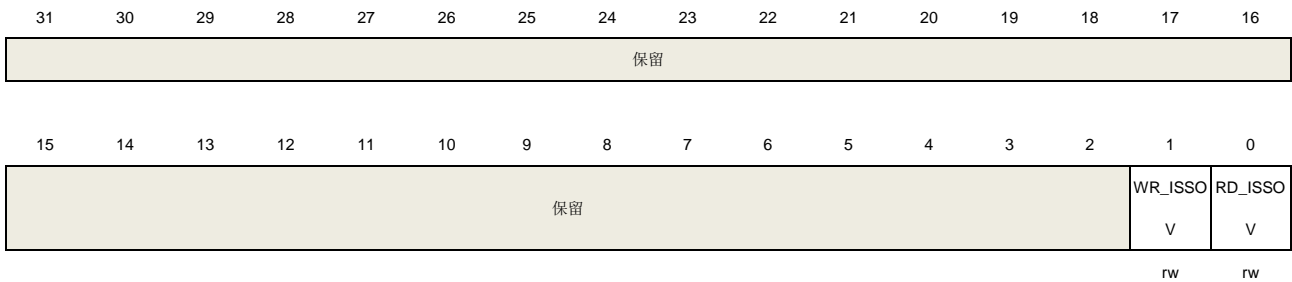 31 30 29 28 27 26 25 24 23 22 21 20 19 18 17 16
保留
15 14 13 12 11 10 9 8 7 6 5 4 3 2 1 0
保留
WR_ISSO RD_ISSO
V V
rw rw